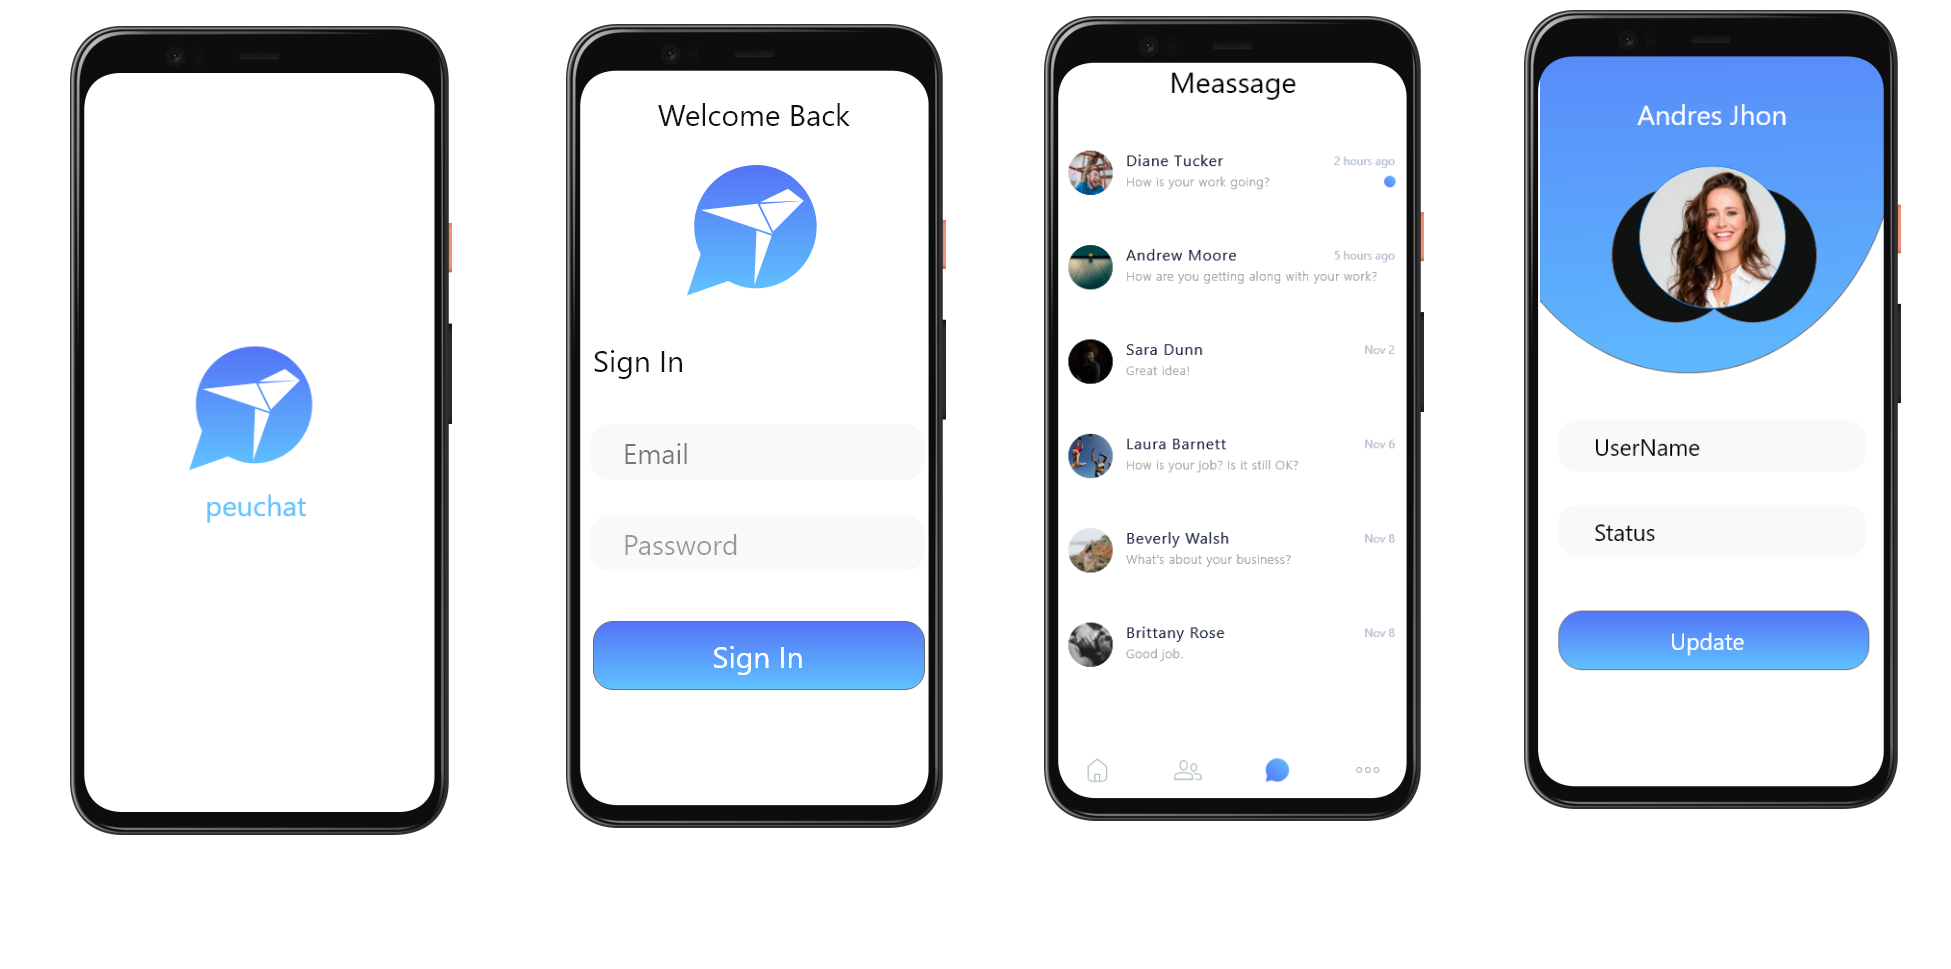 peuchat
Welcome Back
Sign In
Email
Password
Sign In
Meassage
Diane Tucker 2 hours ago
How is your work going?
Andrew Moore 5 hours ago
How are you getting along with your work?
Sara Dunn Nov 2
Great idea!
Laura Barnett Nov 6
How is your job? Is it still OK?
Beverly Walsh Nov 8
What's about your business?
Brittany Rose Nov 8
Good job.
Andres Jhon
UserName
Status
Update